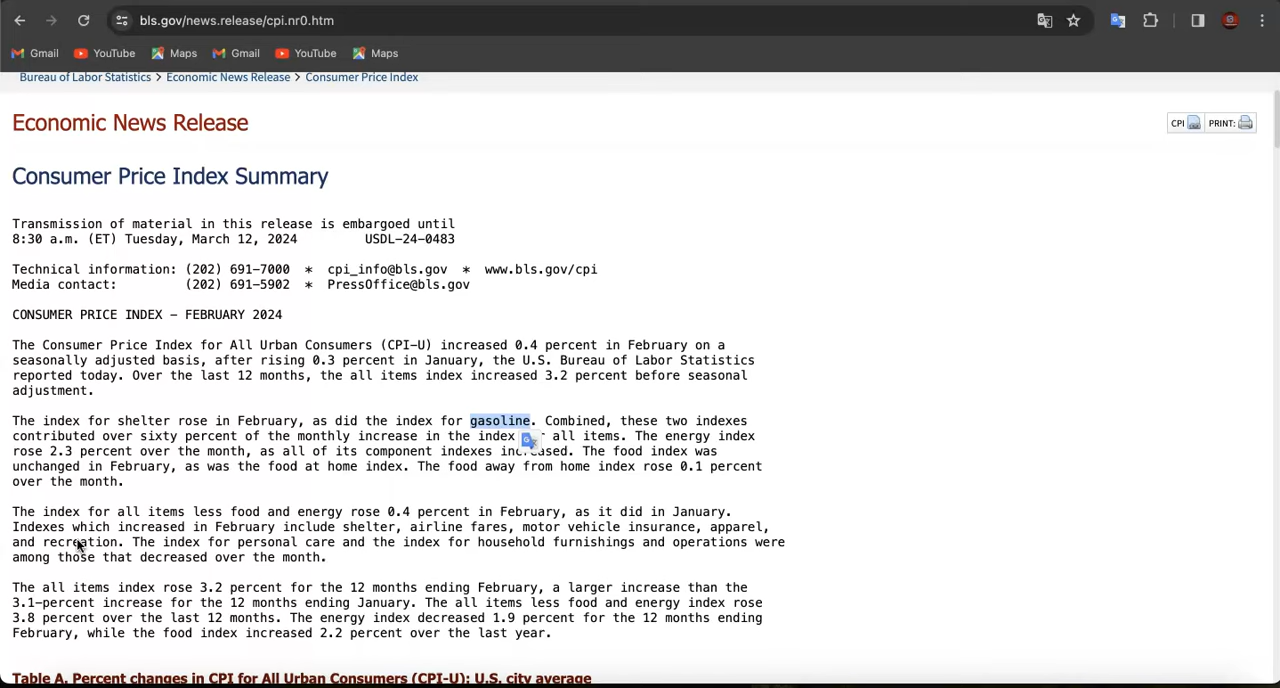 bls.gov/news.release/cpi.nr0.htm
Gmail YouTube Maps Gmail YouTube Maps
Bureau of Labor Statistics > Economic News Release > Consumer Price Index
Economic News Release
CPI PRINT:
Consumer Price Index Summary
Transmission of material in this release is embargoed until
8:30 a.m. (ET) Tuesday, March 12, 2024 USDL-24-0483
Technical information: (202) 691-7000 * cpi_info@bls.gov * www.bls.gov/cpi
Media contact: (202) 691-5902 * PressOffice@bls.gov
CONSUMER PRICE INDEX – FEBRUARY 2024
The Consumer Price Index for All Urban Consumers (CPI-U) increased 0.4 percent in February on a
seasonally adjusted basis, after rising 0.3 percent in January, the U.S. Bureau of Labor Statistics
reported today. Over the last 12 months, the all items index increased 3.2 percent before seasonal
adjustment.
The index for shelter rose in February, as did the index for gasoline. Combined, these two indexes
contributed over sixty percent of the monthly increase in the index all items. The energy index
rose 2.3 percent over the month, as all of its component indexes increased. The food index was
unchanged in February, as was the food at home index. The food away from home index rose 0.1 percent
over the month.
The index for all items less food and energy rose 0.4 percent in February, as it did in January.
Indexes which increased in February include shelter, airline fares, motor vehicle insurance, apparel,
and recreation. The index for personal care and the index for household furnishings and operations were
among those that decreased over the month.
The all items index rose 3.2 percent for the 12 months ending February, a larger increase than the
3.1-percent increase for the 12 months ending January. The all items less food and energy index rose
3.8 percent over the last 12 months. The energy index decreased 1.9 percent for the 12 months ending
February, while the food index increased 2.2 percent over the last year.
Table A. Percent changes in CPI for All Urban Consumers (CPI-U): U.S. city average